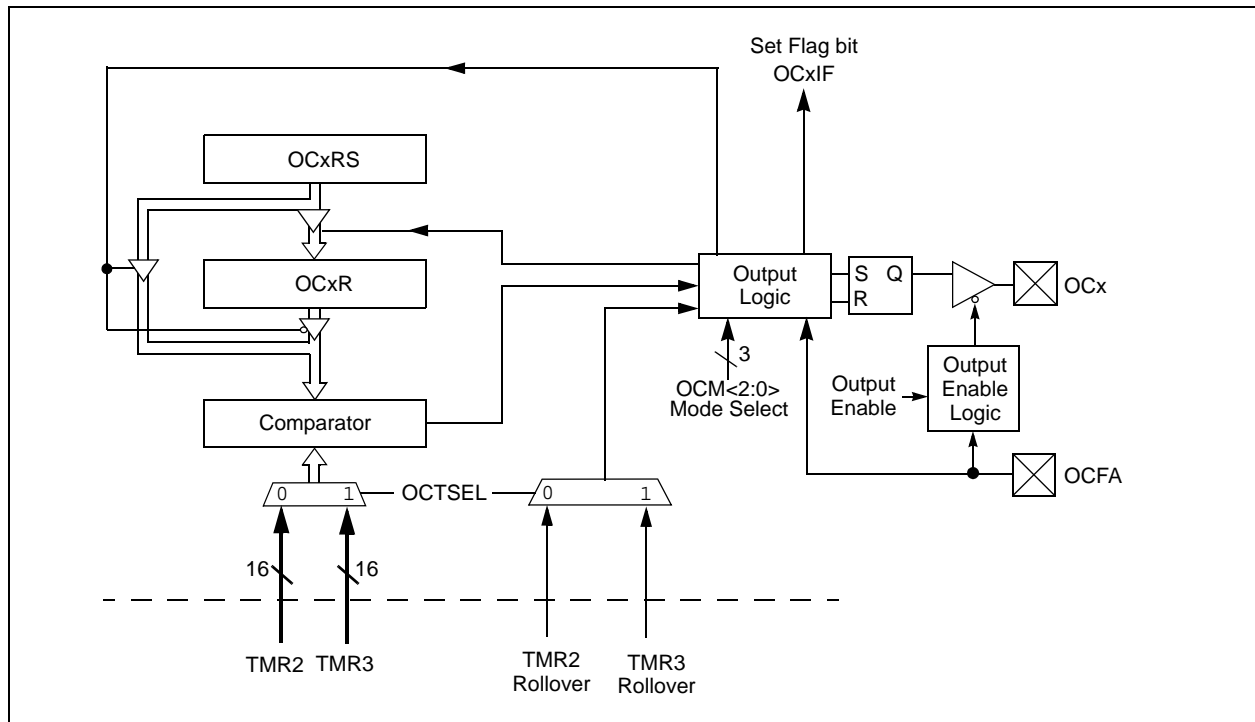 Set Flag bit
OCxIF
OCxRS
OCxR
Comparator
0 1
OCTSEL
0 1
16
16
TMR2
TMR3
TMR2
Rollover
TMR3
Rollover
Output
Logic
3
OCM<2:0>
Mode Select
S Q
R
OCx
Output
Enable
Output
Enable
Logic
OCFA